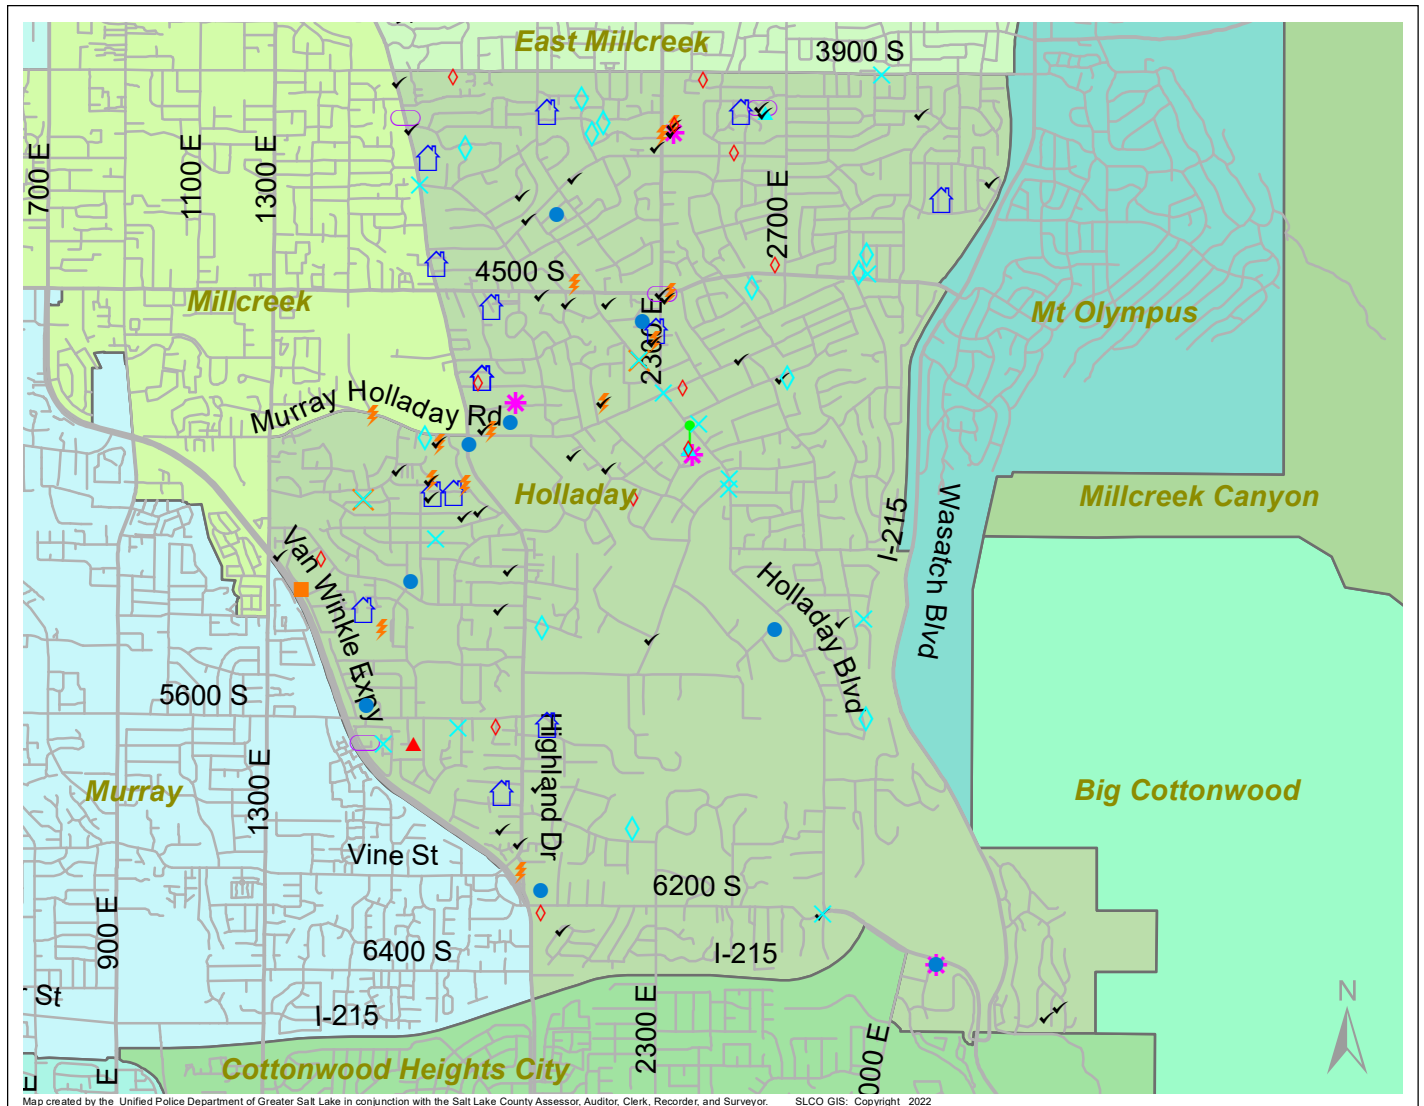 East Millcreek
3900 S
700 E
1100 E
1300 E
2700 E
4500 S
Millcreek
Mt Olympus
2300 E
Murray Holladay Rd
Holladay
Millcreek Canyon
I-215
Wasatch Blvd
Van Winkle Expy
Holladay Blvd
5600 S
Highland Dr
1300 E
Murray
Big Cottonwood
Vine St
6200 S
900 E
6400 S
I-215
St
I-215
N
2300 E
000 E
Cottonwood Heights City
E
E
Map created by the Unified Police Department of Greater Salt Lake in conjunction with the Salt Lake County Assessor, Auditor, Clerk, Recorder, and Surveyor. SLCO GIS: Copyright 2022